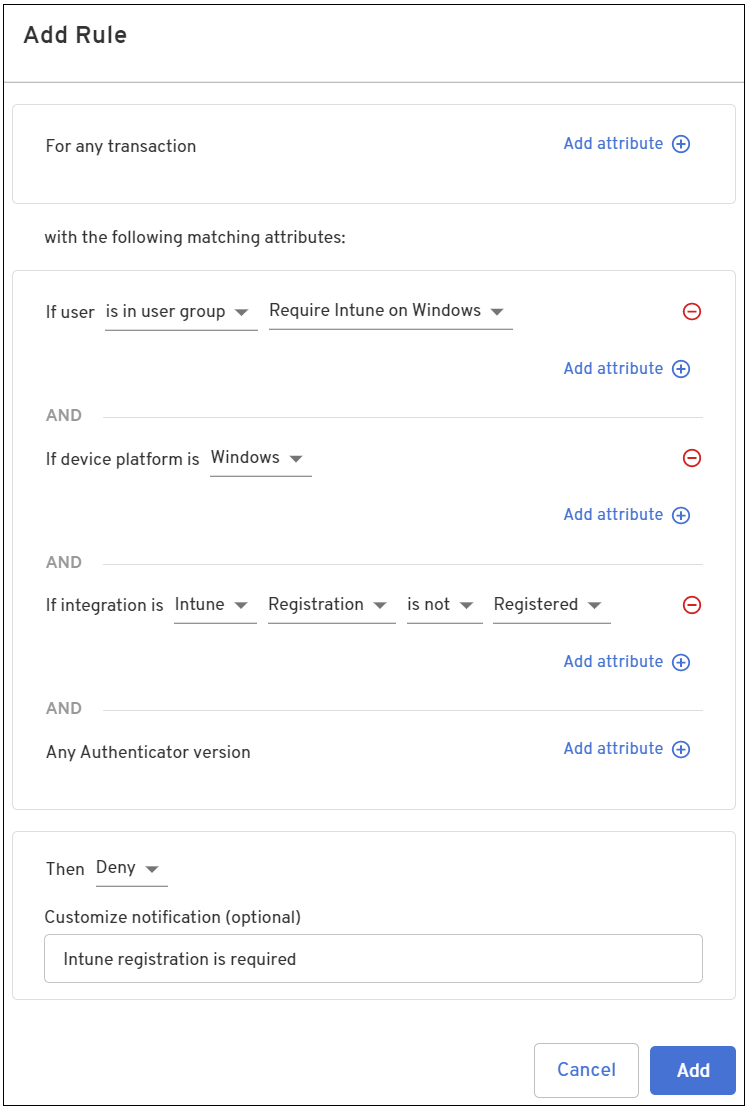 Add Rule
For any transaction Add attribute
with the following matching attributes:
If user is in user group Require Intune on Windows
Add attribute
AND
If device platform is Windows
Add attribute
AND
If integration is Intune Registration is not Registered
Add attribute
AND
Any Authenticator version Add attribute
Then Deny
Customize notification (optional)
Intune registration is required
Cancel Add